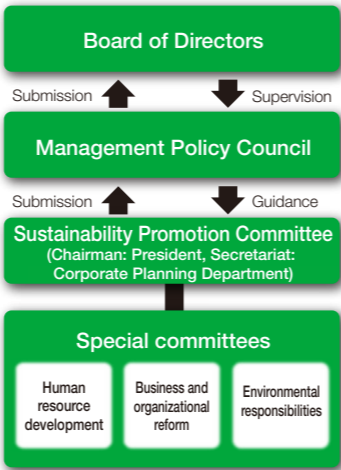 Board of Directors
Submission
Supervision
Management Policy Council
Submission
Guidance
Sustainability Promotion Committee
(Chairman: President, Secretariat:
Corporate Planning Department)
Special committees
Human
resource
development
Business and
organizational
reform
Environmental
responsibilities